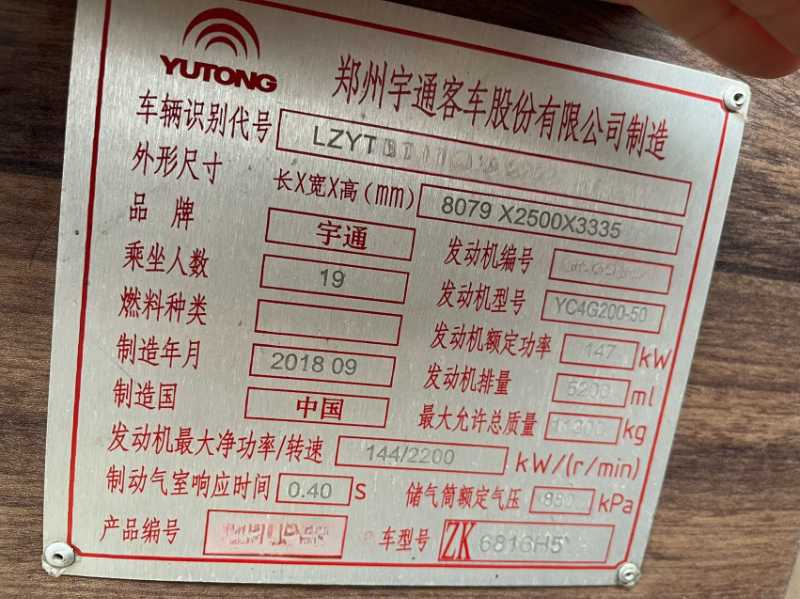 YUTONG
郑州宇通客车股份有限公司制造
车辆识别代号 LZYT
外形尺寸 长X宽X高(mm) 8079 X2500X3335
品牌 宇通 发动机编号
乘坐人数 19 发动机型号 YC4G200-50
燃料种类 发动机额定功率 147 kW
制造年月 2018 09 发动机排量 5200 ml
制造国 中国 最大允许总质量 kg
发动机最大净功率/转速 144/2200 kW/(r/min)
制动气室响应时间 0.40 S 储气筒额定气压 kPa
产品编号 车型号 ZK